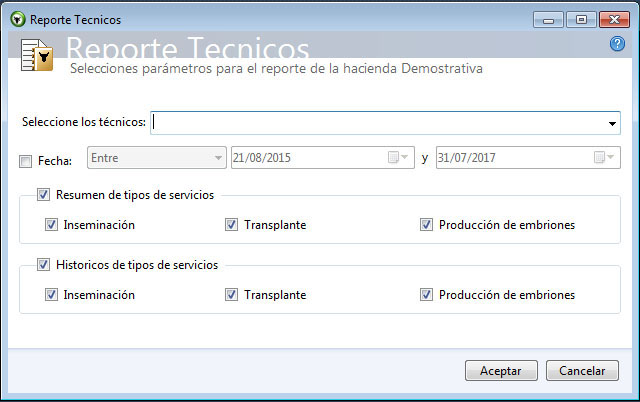 Reporte Tecnicos
Reporte Tecnicos
Selecciones parámetros para el reporte de la hacienda Demostrativa
Seleccione los técnicos:
Fecha: Entre 21/08/2015 y 31/07/2017
Resumen de tipos de servicios
Inseminación Transplante Producción de embriones
Historicos de tipos de servicios
Inseminación Transplante Producción de embriones
Aceptar Cancelar